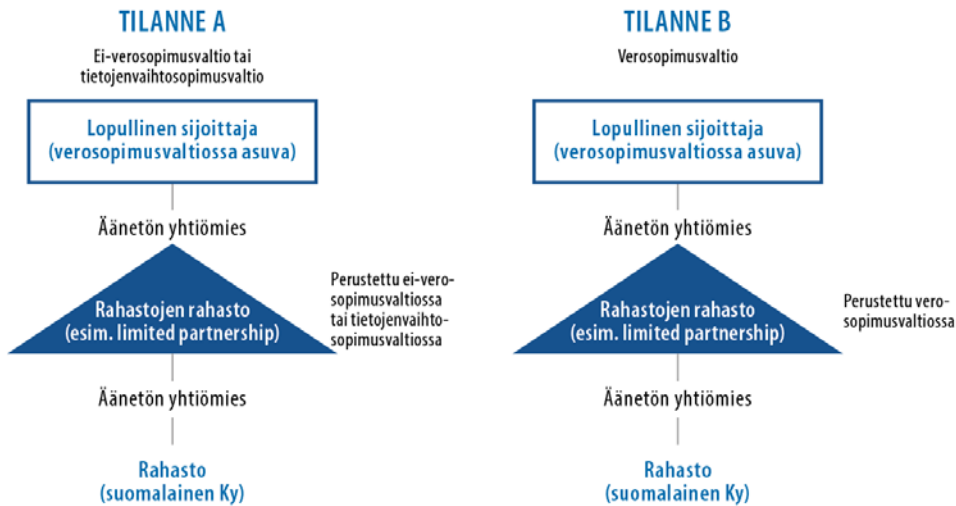 TILANNE A
Ei-verosopimusvaltio tai
tietojenvaihtosopimusvaltio
Lopullinen sijoittaja
(verosopimusvaltiossa asuva)
Äänetön yhtiömies
Rahastojen rahasto
(esim. limited partnership)
Perustettu ei-vero-
sopimusvaltiossa
tai tietojenvaihto-
sopimusvaltiossa
Äänetön yhtiömies
Rahasto
(suomalainen Ky)
TILANNE B
Verosopimusvaltio
Lopullinen sijoittaja
(verosopimusvaltiossa asuva)
Äänetön yhtiömies
Rahastojen rahasto
(esim. limited partnership)
Perustettu vero-
sopimusvaltiossa
Äänetön yhtiömies
Rahasto
(suomalainen Ky)